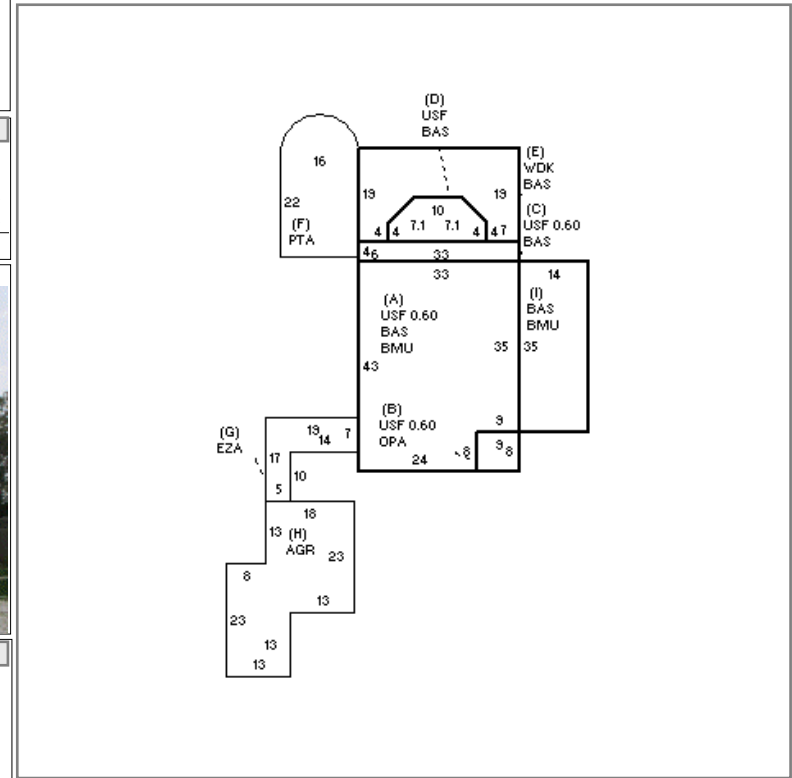 (D)
USF
BAS
(E)
WDK
BAS
16
19
19
22
(F)
PTA
10
7.1 7.1
4 4 4 4 7
(C)
USF 0.60
BAS
4 6 33
33 14
(A)
USF 0.60
BAS
BMU
(I)
BAS
BMU
35 35
43
(B)
USF 0.60
OPA
9
9
8 8
24
(G)
EZA
19
14 7
17
10
5
18
13 (H)
AGR
23
8
13
23
13
13